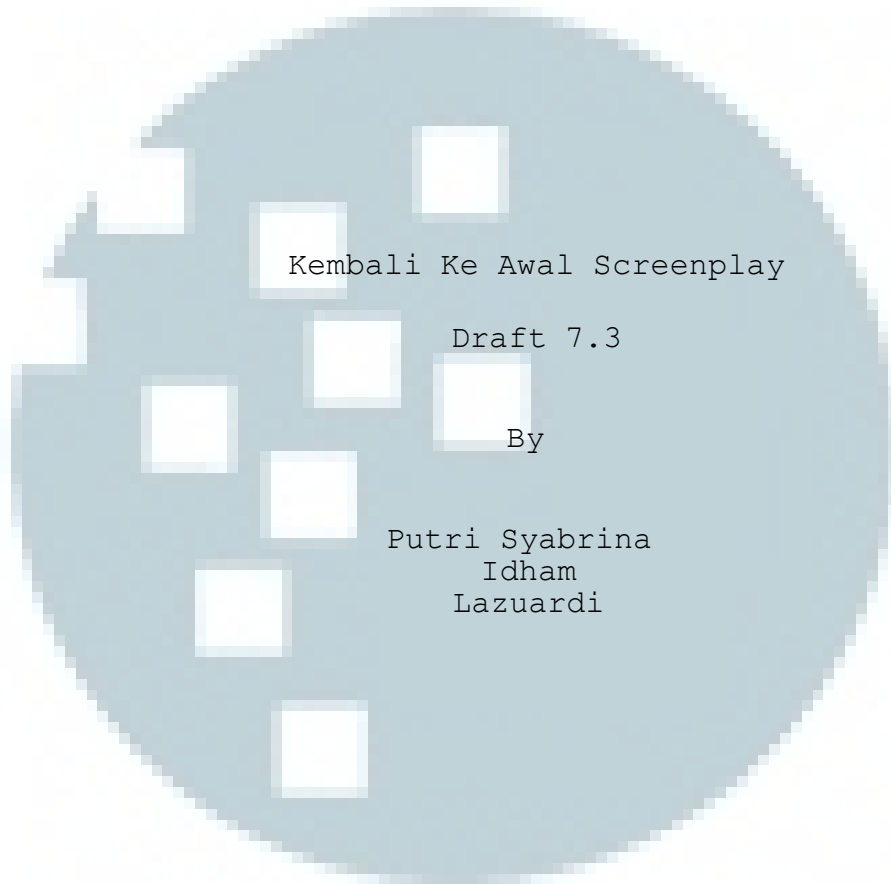 Kembali Ke Awal Screenplay
Draft 7.3
By
Putri Syabrina
Idham
Lazuardi